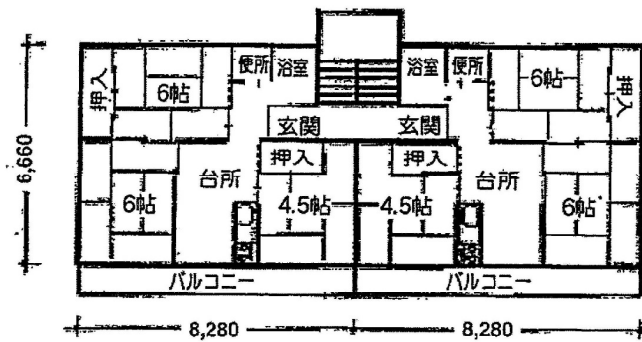 便所 浴室 浴室 便所
押入 6帖 6帖 押入
玄関 玄関
6,660
押入 押入
台所 台所
6帖 4.5帖 4.5帖 6帖
バルコニー バルコニー
8,280 8,280